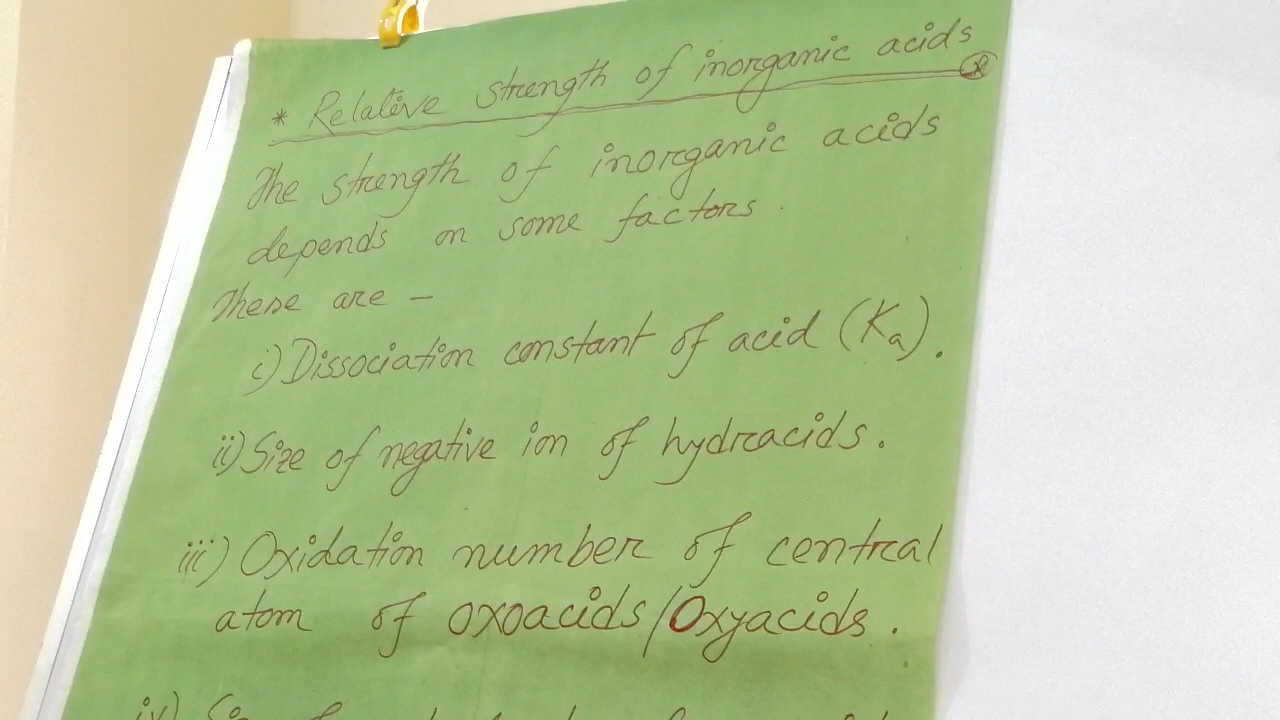 * Relative strength of inorganic acids *
The strength of inorganic acids
depends on some factors.
These are -
i) Dissociation constant of acid (Ka).
ii) Size of negative ion of hydracids.
iii) Oxidation number of central
atom of oxoacids/Oxyacids.
iv)